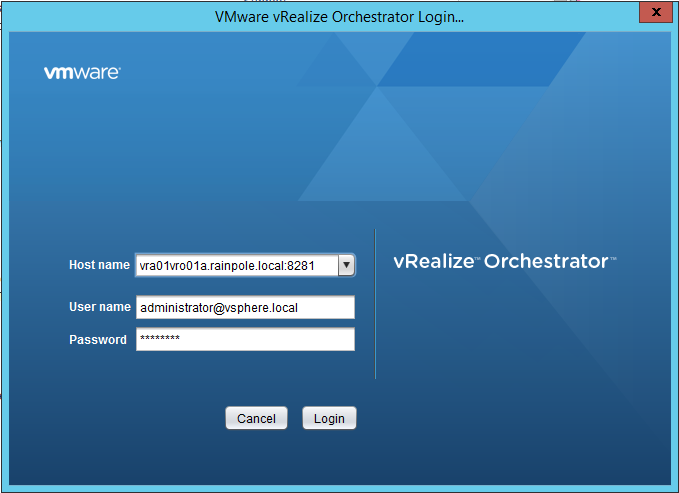 VMware vRealize Orchestrator Login...
x
vmware®
Host name vra01vro01a.rainpole.local:8281
vRealize™ Orchestrator™
User name administrator@vsphere.local
Password ********
Cancel Login